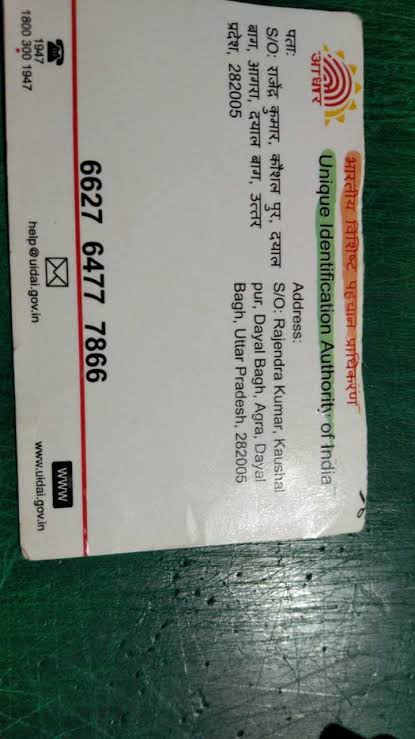 भारतीय विशिष्ट पहचान प्राधिकरण
Unique Identification Authority of India
आधार
पता:
S/O: राजेंद्र कुमार, कौशल पुर, दयाल
बाग, आगरा, दयाल बाग, उत्तर
प्रदेश, 282005
Address:
S/O: Rajendra Kumar, Kaushal
pur, Dayal Bagh, Agra, Dayal
Bagh, Uttar Pradesh, 282005
6627 6477 7866
1947
1800 300 1947
help@uidai.gov.in
www
www.uidai.gov.in